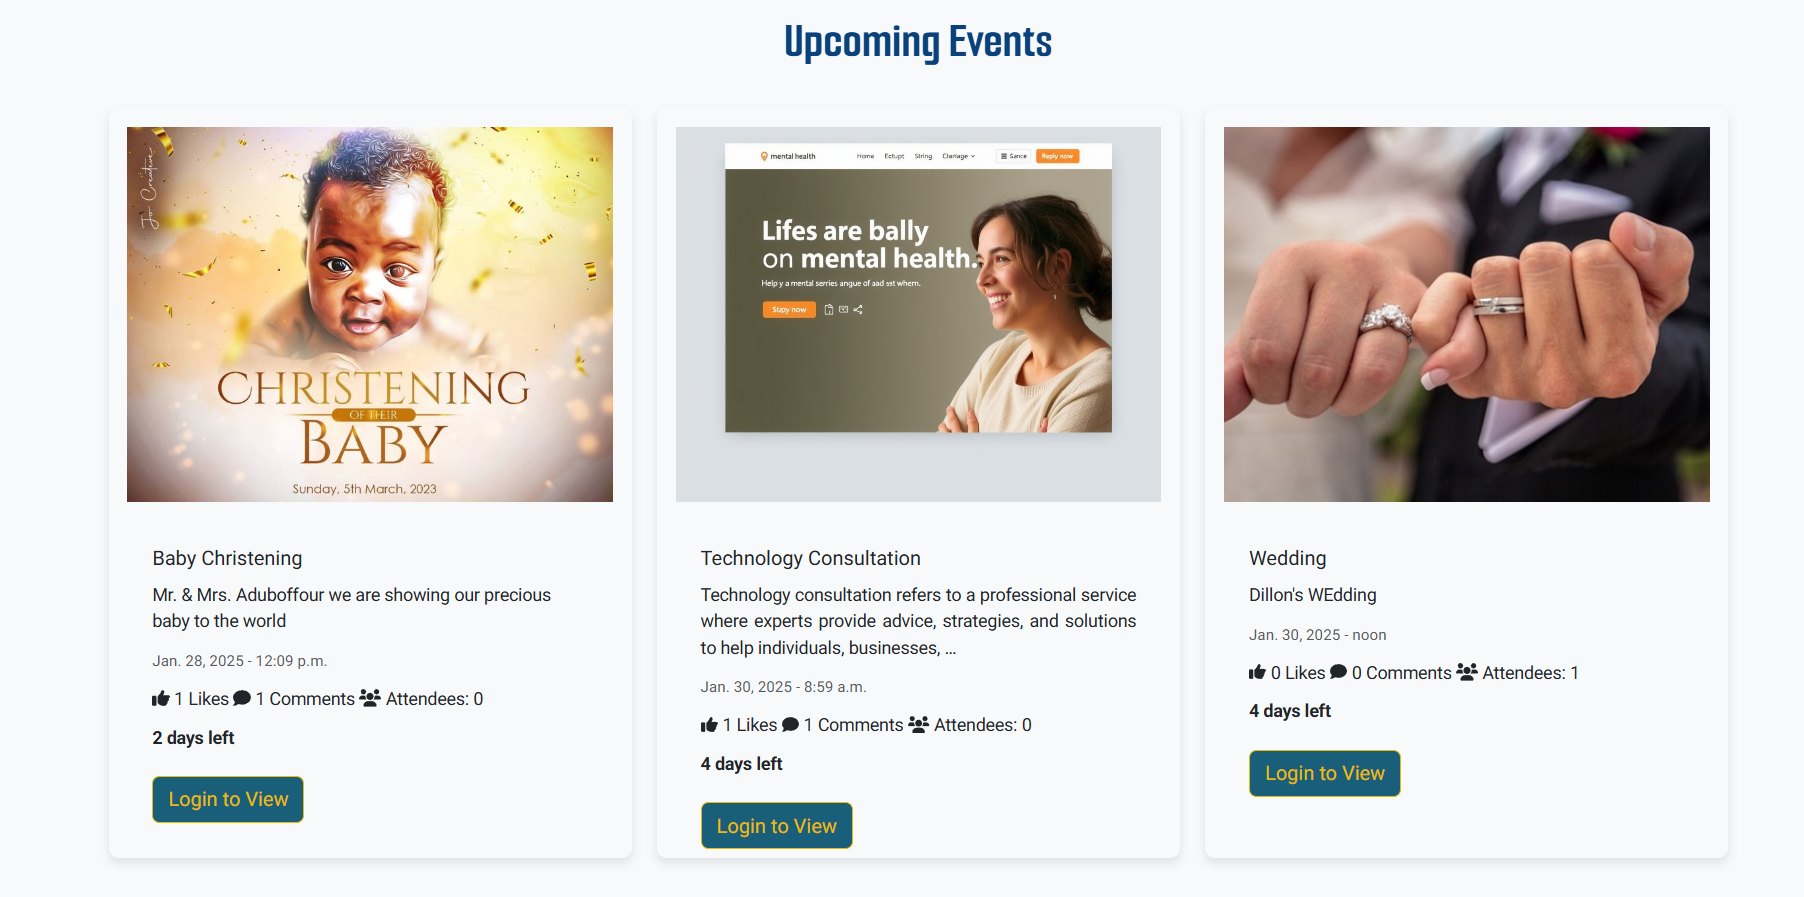 Upcoming Events
Jo Creative
CHRISTENING
OF THEIR
BABY
Sunday, 5th March, 2023
Baby Christening
Mr. & Mrs. Aduboffour we are showing our precious
baby to the world
Jan. 28, 2025 - 12:09 p.m.
1 Likes 1 Comments Attendees: 0
2 days left
Login to View
mental health Home Ectupt String Clariage Sance Reply now
Lifes are bally
on mental health.
Help y a mental serries angue of aad sst whem.
Stapy now
Technology Consultation
Technology consultation refers to a professional service
where experts provide advice, strategies, and solutions
to help individuals, businesses, ...
Jan. 30, 2025 - 8:59 a.m.
1 Likes 1 Comments Attendees: 0
4 days left
Login to View
Wedding
Dillon's WEdding
Jan. 30, 2025 - noon
0 Likes 0 Comments Attendees: 1
4 days left
Login to View